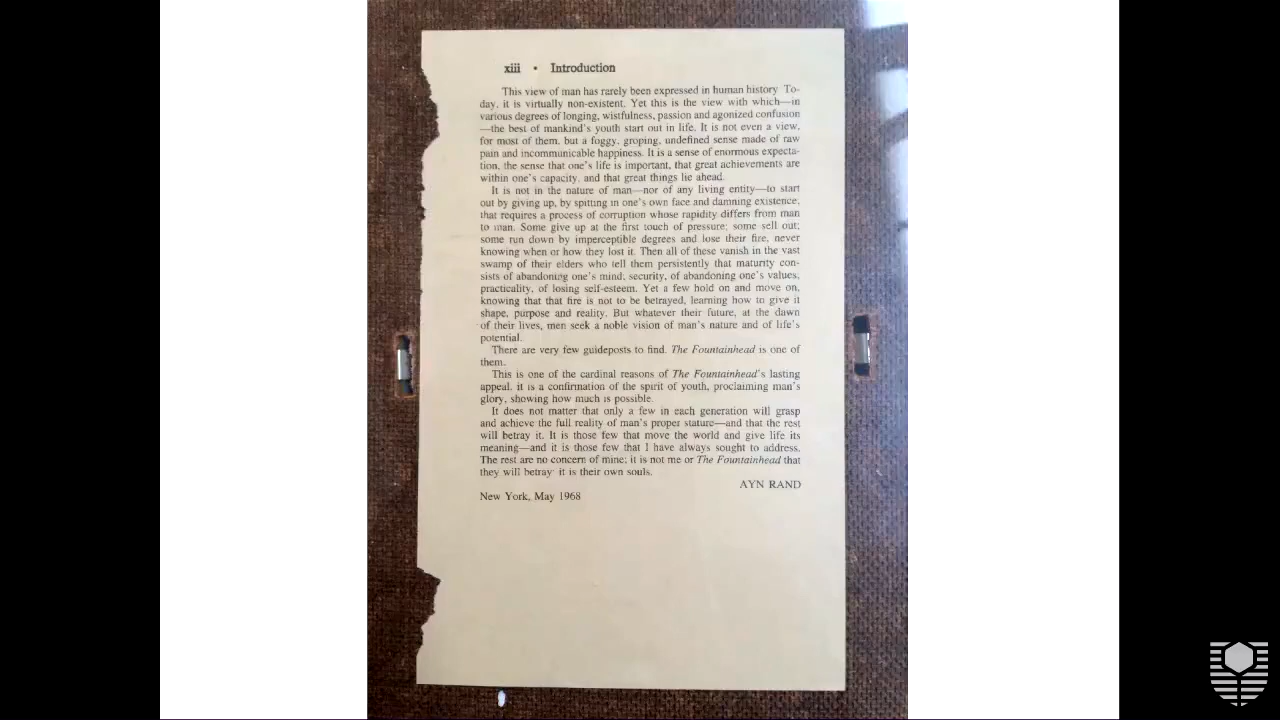 xiii • Introduction
This view of man has rarely been expressed in human history To-
day, it is virtually non-existent. Yet this is the view with which—in
various degrees of longing, wistfulness, passion and agonized confusion
—the best of mankind's youth start out in life. It is not even a view,
for most of them, but a foggy, groping, undefined sense made of raw
pain and incommunicable happiness. It is a sense of enormous expecta-
tion, the sense that one's life is important, that great achievements are
within one's capacity, and that great things lie ahead.
It is not in the nature of man—nor of any living entity—to start
out by giving up, by spitting in one's own face and damning existence;
that requires a process of corruption whose rapidity differs from man
to man. Some give up at the first touch of pressure; some sell out;
some run down by imperceptible degrees and lose their fire, never
knowing when or how they lost it. Then all of these vanish in the vast
swamp of their elders who tell them persistently that maturity con-
sists of abandoning one's mind; security, of abandoning one's values,
practicality, of losing self-esteem. Yet a few hold on and move on,
knowing that that fire is not to be betrayed, learning how to give it
shape, purpose and reality. But whatever their future, at the dawn
of their lives, men seek a noble vision of man's nature and of life's
potential.
There are very few guideposts to find. The Fountainhead is one of
them.
This is one of the cardinal reasons of The Fountainhead's lasting
appeal. it is a confirmation of the spirit of youth, proclaiming man's
glory, showing how much is possible.
It does not matter that only a few in each generation will grasp
and achieve the full reality of man's proper stature—and that the rest
will betray it. It is those few that move the world and give life its
meaning—and it is those few that I have always sought to address.
The rest are no concern of mine; it is not me or The Fountainhead that
they will betray it is their own souls.
AYN RAND
New York, May 1968